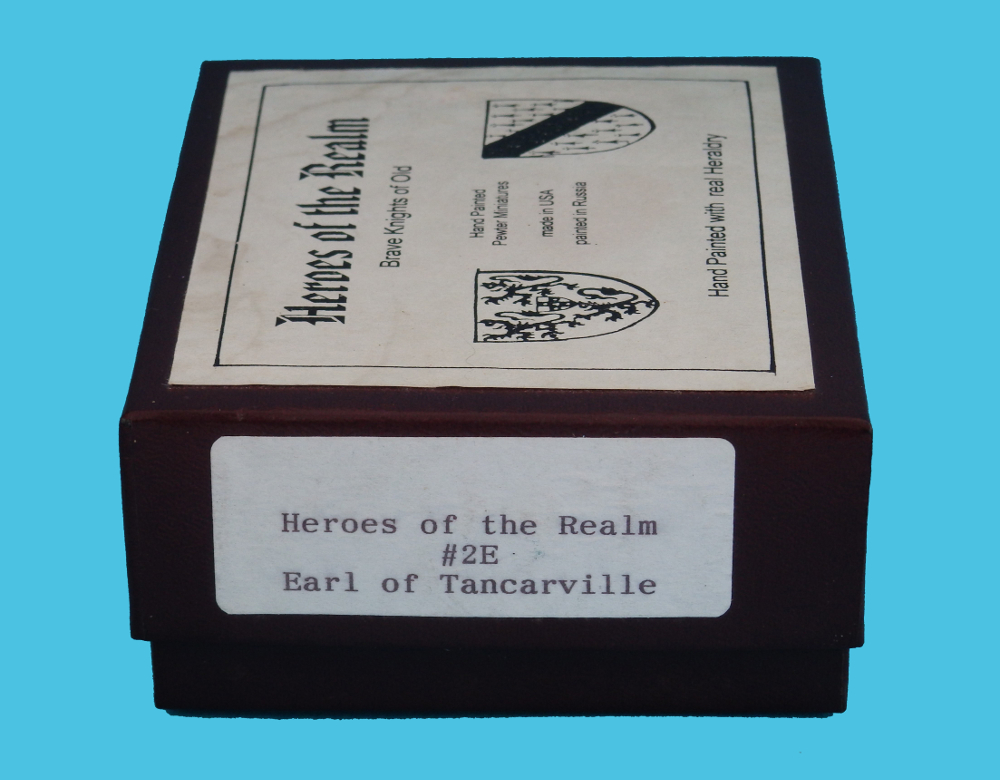 Heroes of the Realm
Brave Knights of Old
Hand Painted
Pewter Miniatures
made in USA
painted in Russia
Hand Painted with real Heraldry
Heroes of the Realm
#2E
Earl of Tancarville